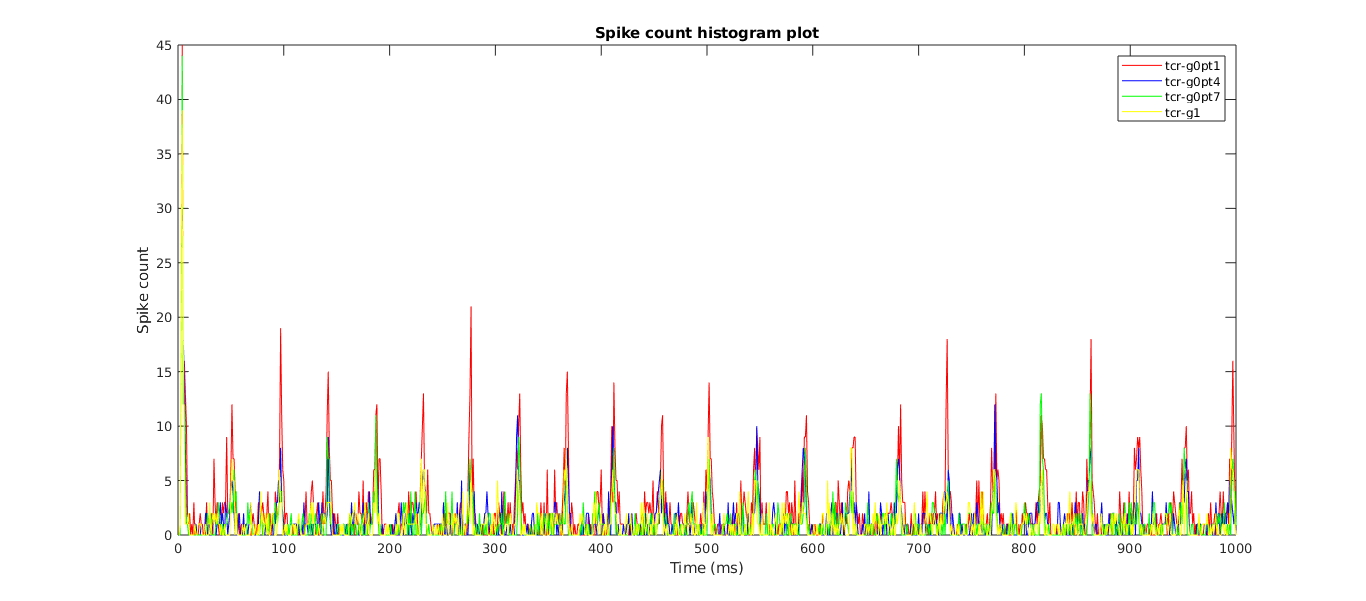 Spike count histogram plot
tcr-g0pt1
tcr-g0pt4
tcr-g0pt7
tcr-g1
45
40
35
30
25
20
15
10
5
0
Spike count
0 100 200 300 400 500 600 700 800 900 1000
Time (ms)